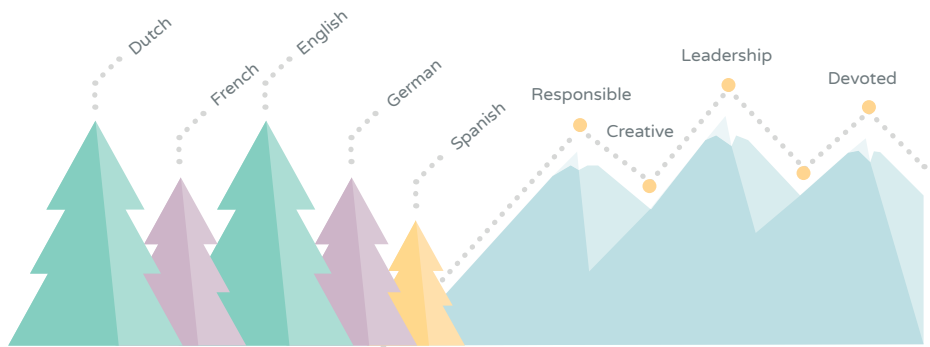 Dutch
French
English
German
Spanish
Responsible
Creative
Leadership
Devoted